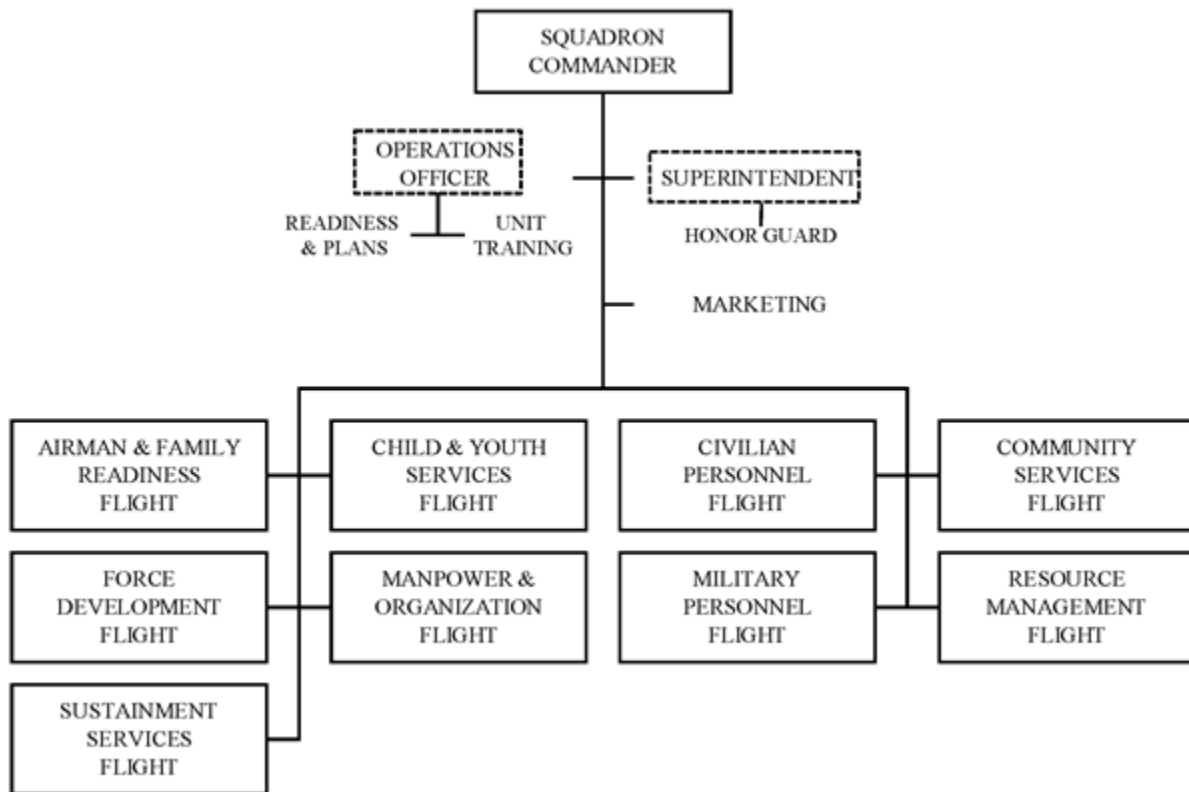 SQUADRON
COMMANDER
OPERATIONS
OFFICER
SUPERINTENDENT
READINESS
& PLANS
UNIT
TRAINING
HONOR GUARD
MARKETING
AIRMAN & FAMILY
READINESS
FLIGHT
CHILD & YOUTH
SERVICES
FLIGHT
CIVILIAN
PERSONNEL
FLIGHT
COMMUNITY
SERVICES
FLIGHT
FORCE
DEVELOPMENT
FLIGHT
MANPOWER &
ORGANIZATION
FLIGHT
MILITARY
PERSONNEL
FLIGHT
RESOURCE
MANAGEMENT
FLIGHT
SUSTAINMENT
SERVICES
FLIGHT